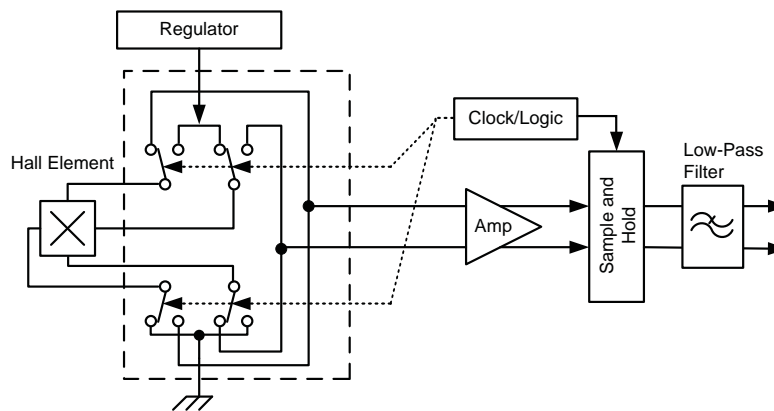 Regulator
Clock/Logic
Hall Element
Low-Pass
Filter
Amp
Sample and
Hold